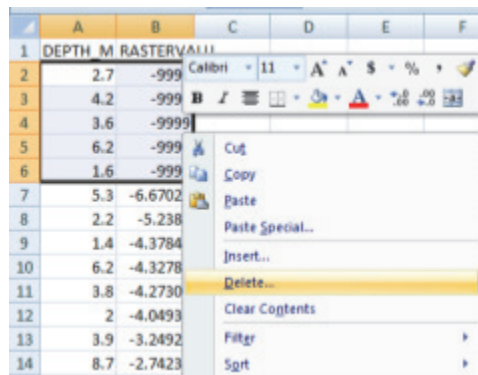 A B C D E F
1 DEPTH_M RASTERVALU
2 2.7 -999
3 4.2 -999
4 3.6 -9999
5 6.2 -999
6 1.6 -999
7 5.3 -6.6702
8 2.2 -5.238
9 1.4 -4.3784
10 6.2 -4.3278
11 3.8 -4.2730
12 2 -4.0493
13 3.9 -3.2492
14 8.7 -2.7423
Calibri 11 A A $ % ,
B I A .00 .00
Cut
Copy
Paste
Paste Special...
Insert...
Delete...
Clear Contents
Filter
Sort